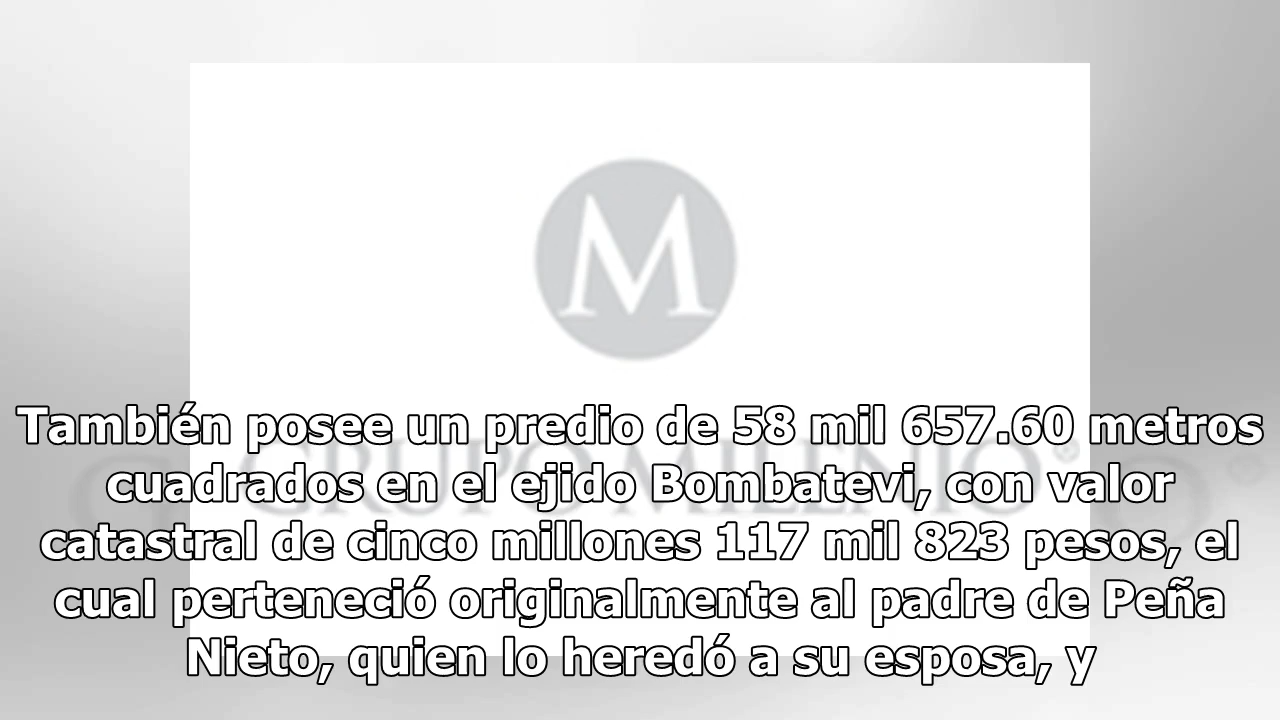 M
GRUPO MILENIO®
También posee un predio de 58 mil 657.60 metros
cuadrados en el ejido Bombatevi, con valor
catastral de cinco millones 117 mil 823 pesos, el
cual perteneció originalmente al padre de Peña
Nieto, quien lo heredó a su esposa, y